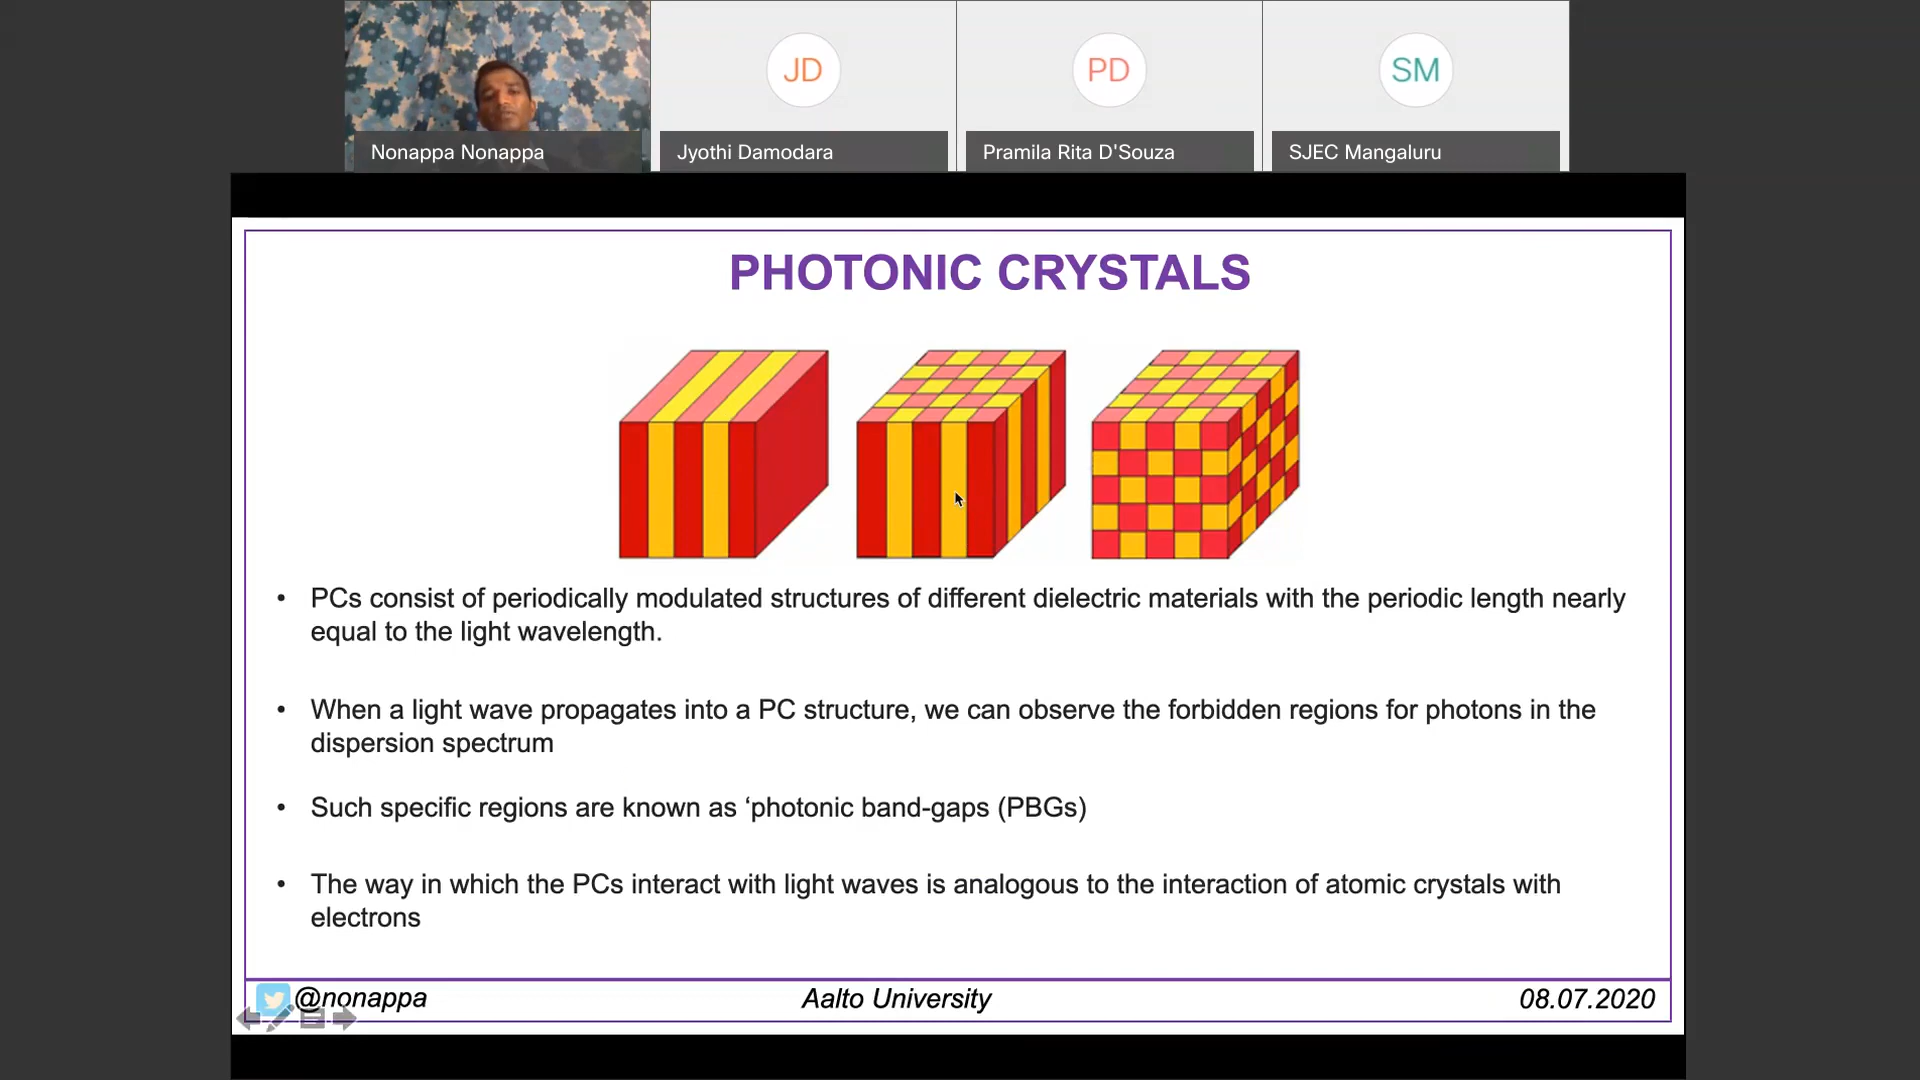 JD
PD
SM
Nonappa Nonappa
Jyothi Damodara
Pramila Rita D'Souza
SJEC Mangaluru
PHOTONIC CRYSTALS
• PCs consist of periodically modulated structures of different dielectric materials with the periodic length nearly
equal to the light wavelength.
• When a light wave propagates into a PC structure, we can observe the forbidden regions for photons in the
dispersion spectrum
• Such specific regions are known as ‘photonic band-gaps (PBGs)
• The way in which the PCs interact with light waves is analogous to the interaction of atomic crystals with
electrons
@nonappa
Aalto University
08.07.2020